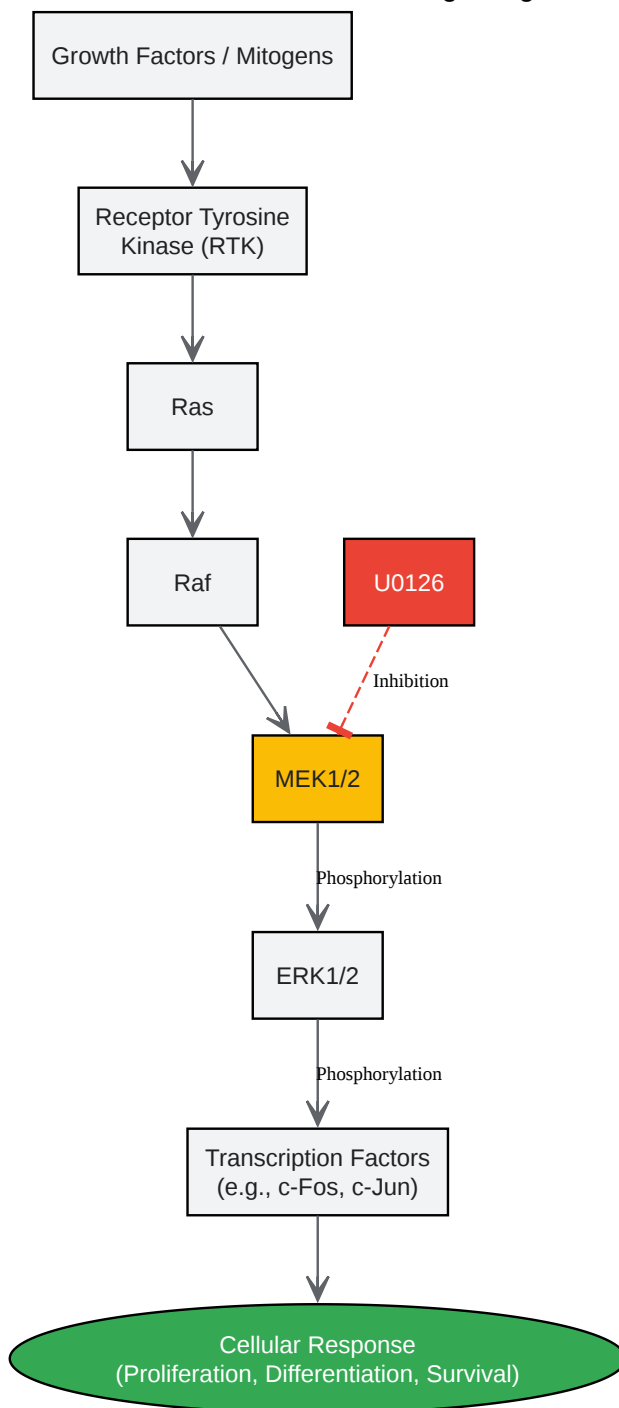 Growth Factors / Mitogens
Receptor Tyrosine
Kinase (RTK)
Ras
Raf
U0126
Inhibition
MEK1/2
Phosphorylation
ERK1/2
Phosphorylation
Transcription Factors
(e.g., c-Fos, c-Jun)
Cellular Response
(Proliferation, Differentiation, Survival)